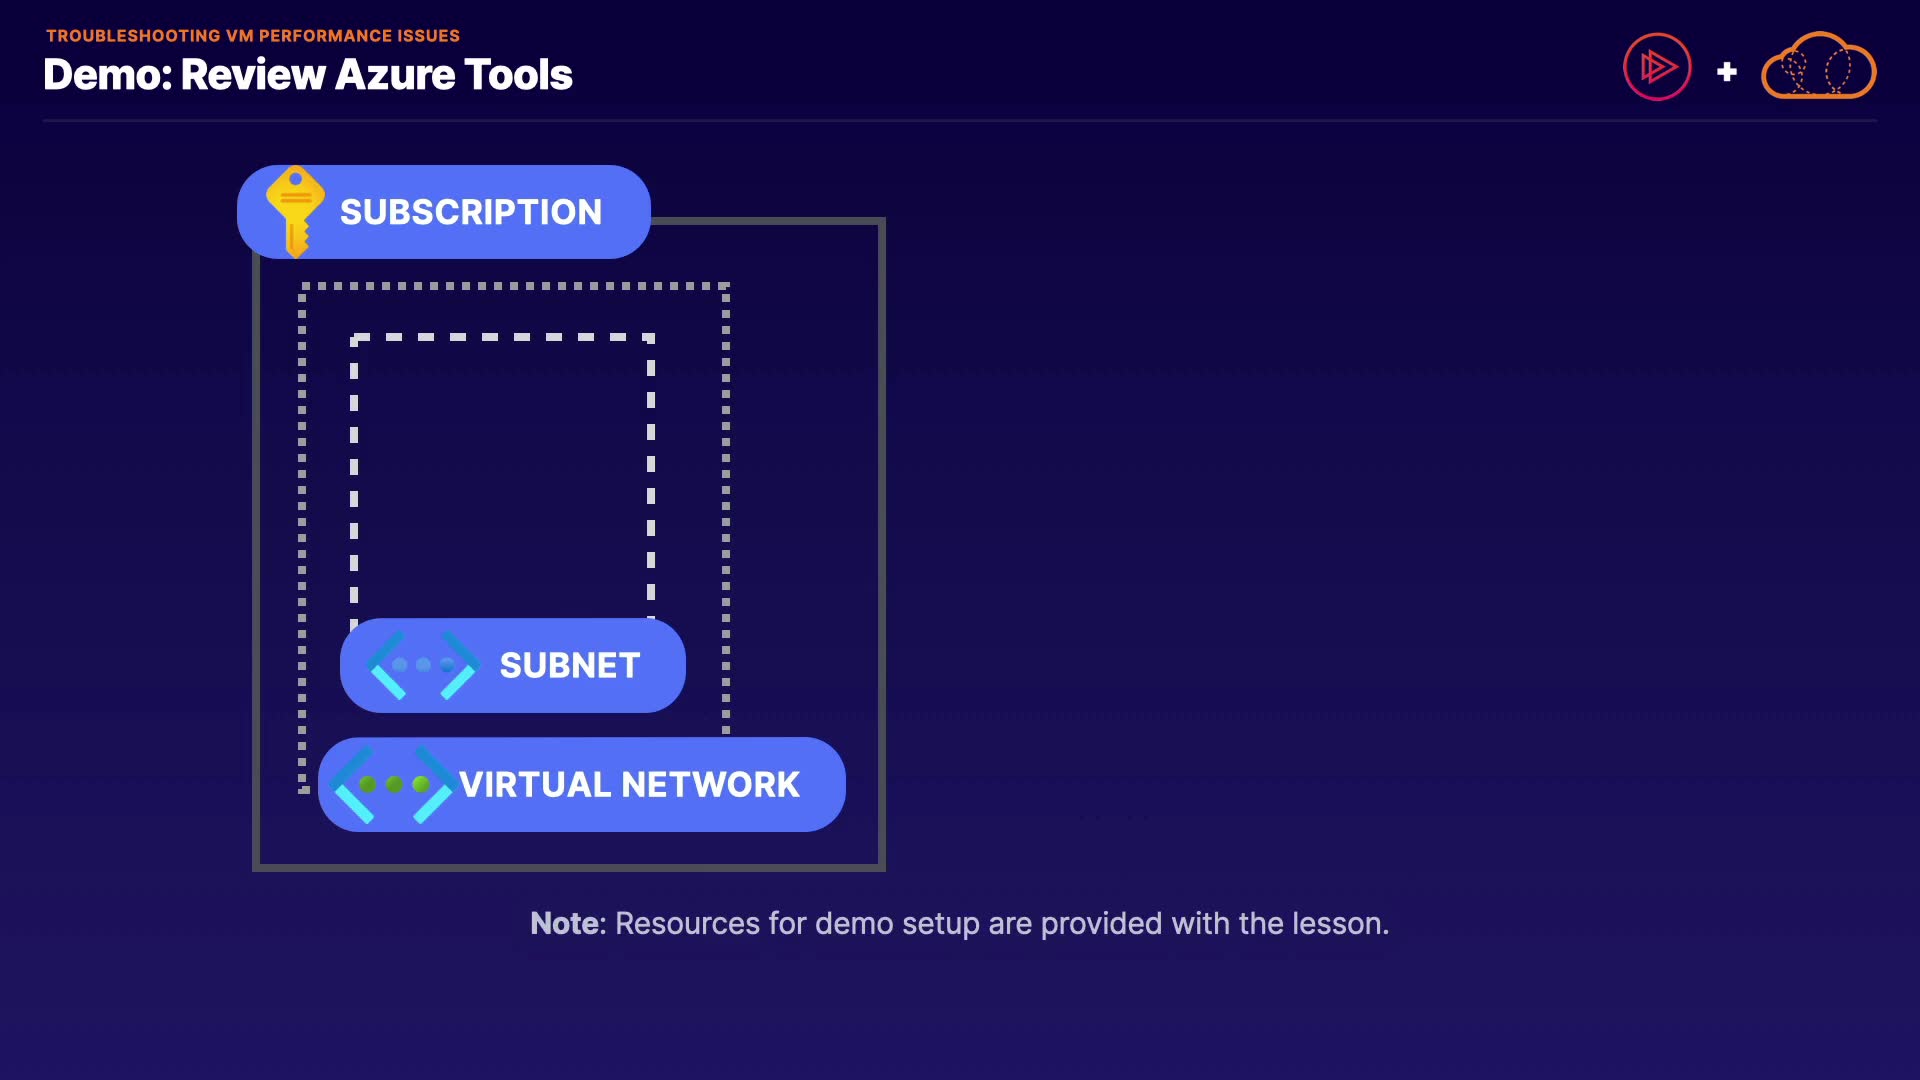 TROUBLESHOOTING VM PERFORMANCE ISSUES
Demo: Review Azure Tools
SUBSCRIPTION
SUBNET
VIRTUAL NETWORK
Note: Resources for demo setup are provided with the lesson.